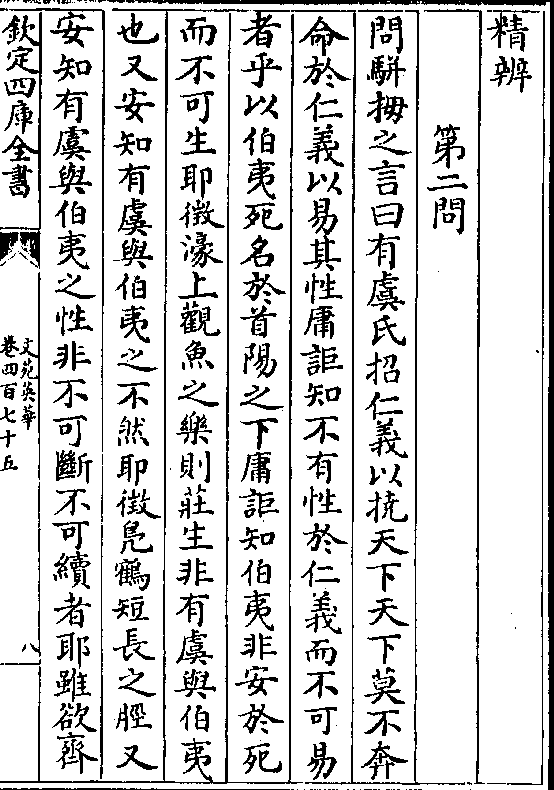 精辨
第二問
問騈拇之言曰有虞氏招仁義以撓天下天下莫不奔
命於仁義以易其性庸詎知不有性於仁義而不可易
者乎以伯夷死名於首陽之下庸詎知伯夷非安於死
而不可生耶徵濠上觀魚之樂則莊生非有虞與伯夷
也又安知有虞與伯夷之不然耶徵鳧鶴短長之脛又
安知有虞與伯夷之性非不可斷不可續者耶雖欲齊
欽定四庫全書
文苑英華
卷四百七十五
八